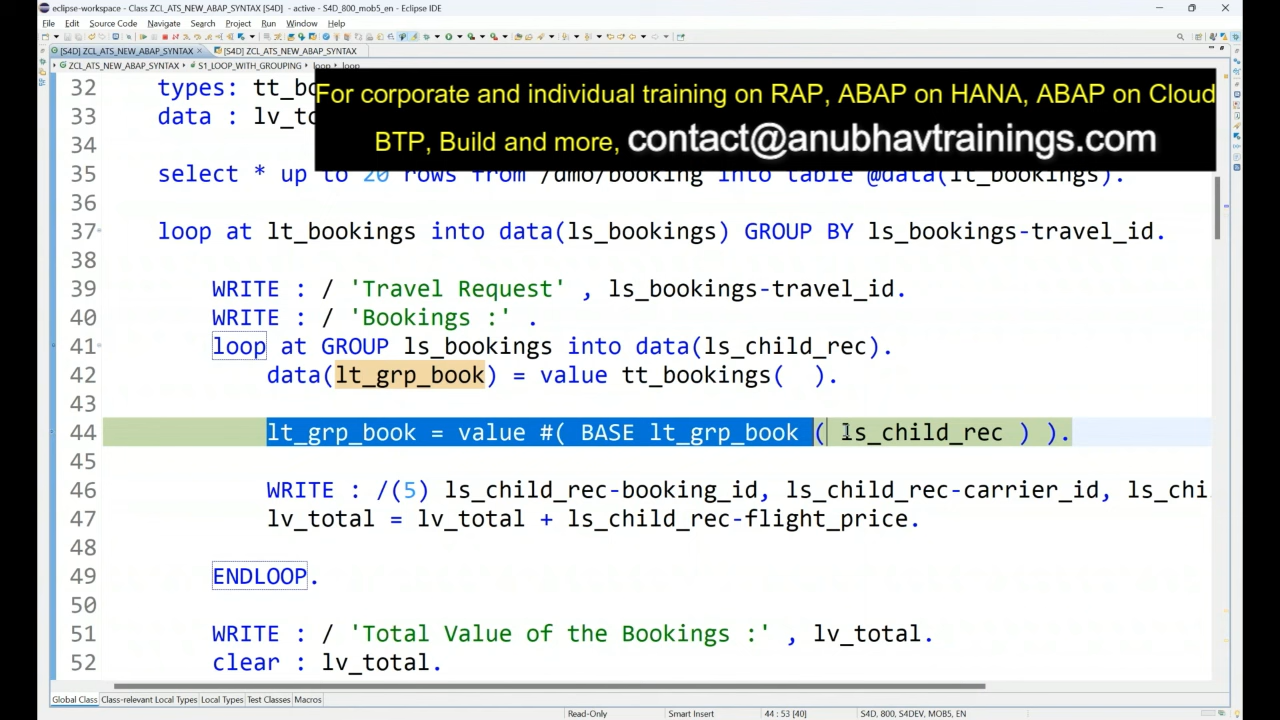 eclipse-workspace - Class ZCL_ATS_NEW_ABAP_SYNTAX [S4D] - active - S4D_800_mob5_en - Eclipse IDE
File Edit Source Code Navigate Search Project Run Window Help
[S4D] ZCL_ATS_NEW_ABAP_SYNTAX [S4D] ZCL_ATS_NEW_ABAP_SYNTAX
ZCL_ATS_NEW_ABAP_SYNTAX S1_LOOP_WITH_GROUPING loop loop
For corporate and individual training on RAP, ABAP on HANA, ABAP on Cloud
BTP, Build and more, contact@anubhavtrainings.com
32 types: tt_bo
33 data : lv_to
34
35 select * up to 20 rows from /dmo/booking into table @data(lt_bookings).
36
37 loop at lt_bookings into data(ls_bookings) GROUP BY ls_bookings-travel_id.
38
39 WRITE : / 'Travel Request' , ls_bookings-travel_id.
40 WRITE : / 'Bookings :' .
41 loop at GROUP ls_bookings into data(ls_child_rec).
42 data(lt_grp_book) = value tt_bookings(  ).
43
44 lt_grp_book = value #( BASE lt_grp_book ( ls_child_rec ) ).
45
46 WRITE : /(5) ls_child_rec-booking_id, ls_child_rec-carrier_id, ls_chi
47 lv_total = lv_total + ls_child_rec-flight_price.
48
49 ENDLOOP.
50
51 WRITE : / 'Total Value of the Bookings :' , lv_total.
52 clear : lv_total.
Global Class Class-relevant Local Types Local Types Test Classes Macros
Read-Only Smart Insert 44 : 53 [40] S4D, 800, S4DEV, MOB5, EN